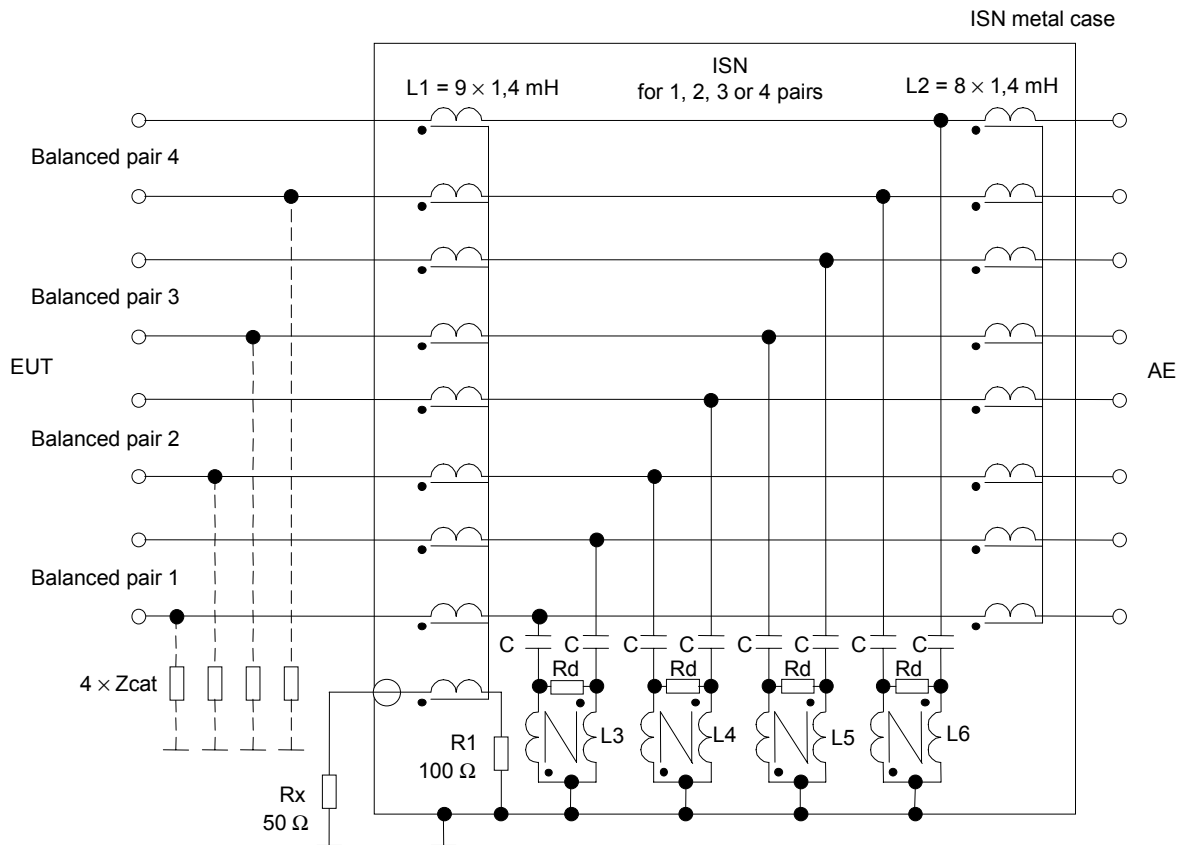 ISN metal case
ISN
for 1, 2, 3 or 4 pairs
L1 = 9 × 1,4 mH
L2 = 8 × 1,4 mH
Balanced pair 4
Balanced pair 3
EUT
AE
Balanced pair 2
Balanced pair 1
C C C C C C C C
Rd Rd Rd Rd
4 × Zcat
L3 L4 L5 L6
R1
100 Ω
Rx
50 Ω